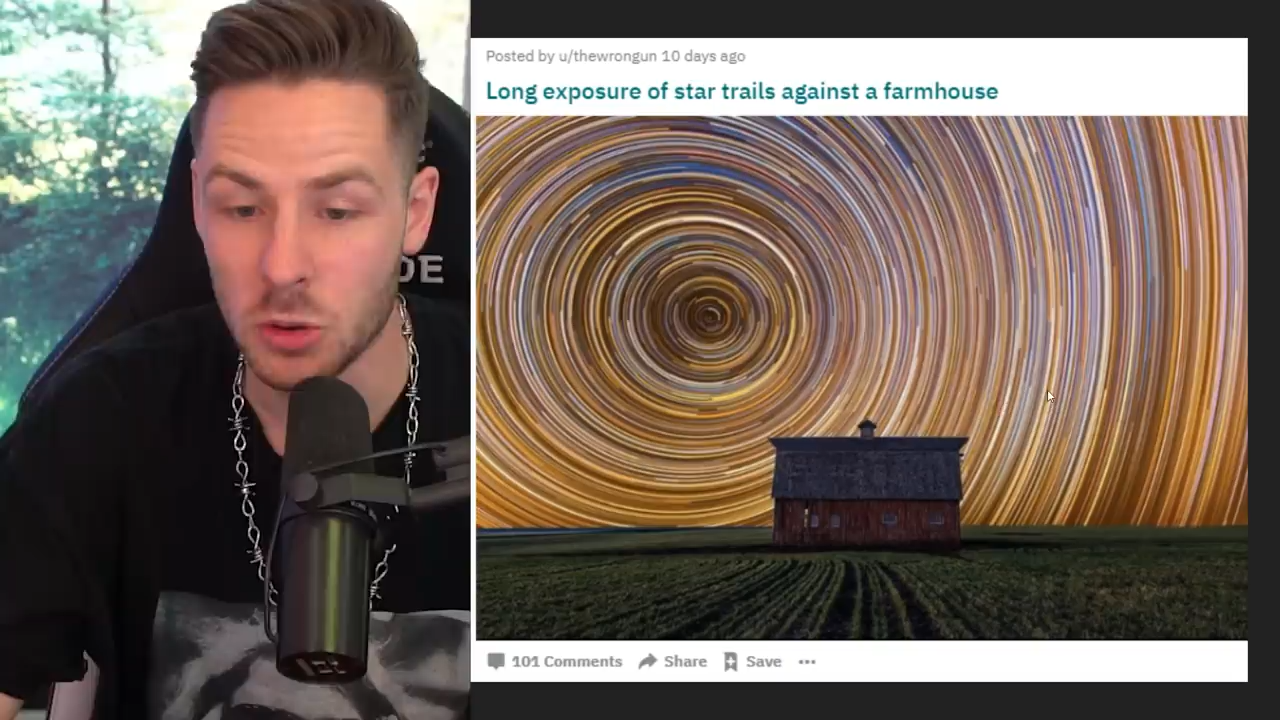 Posted by u/thewrongun 10 days ago
Long exposure of star trails against a farmhouse
DE
101 Comments Share Save